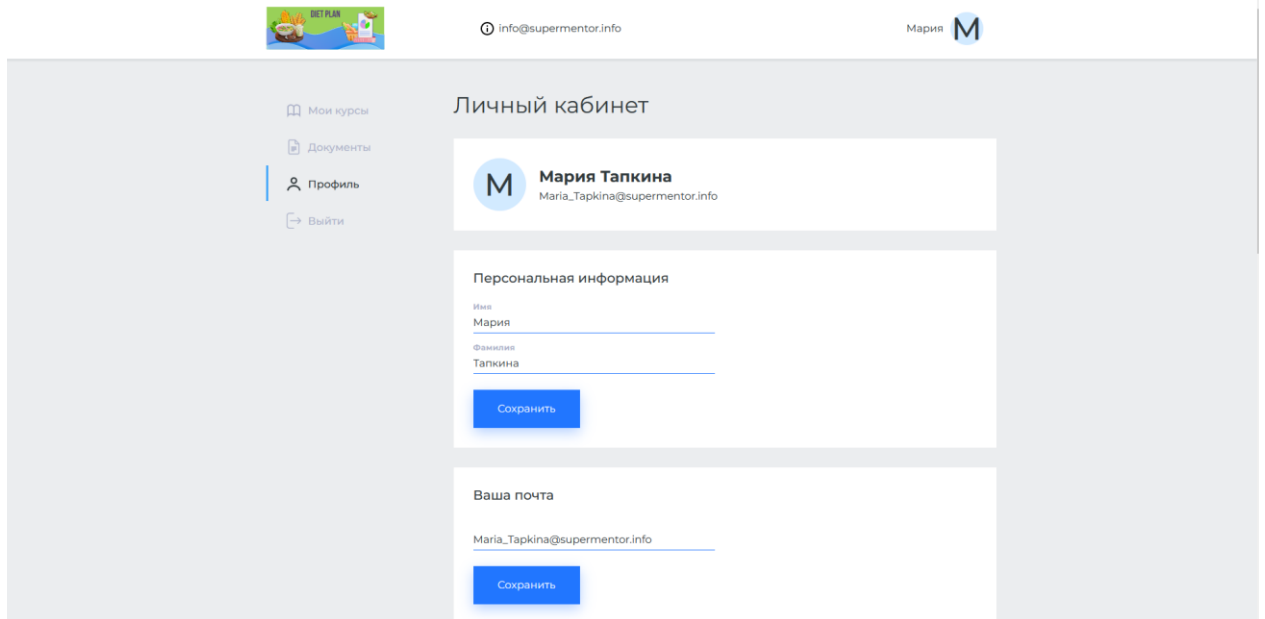 DIET PLAN
info@supermentor.info
Мария М
Мои курсы
Документы
Профиль
Выйти
Личный кабинет
М
Мария Тапкина
Maria_Tapkina@supermentor.info
Персональная информация
Имя
Мария
Фамилия
Тапкина
Сохранить
Ваша почта
Maria_Tapkina@supermentor.info
Сохранить